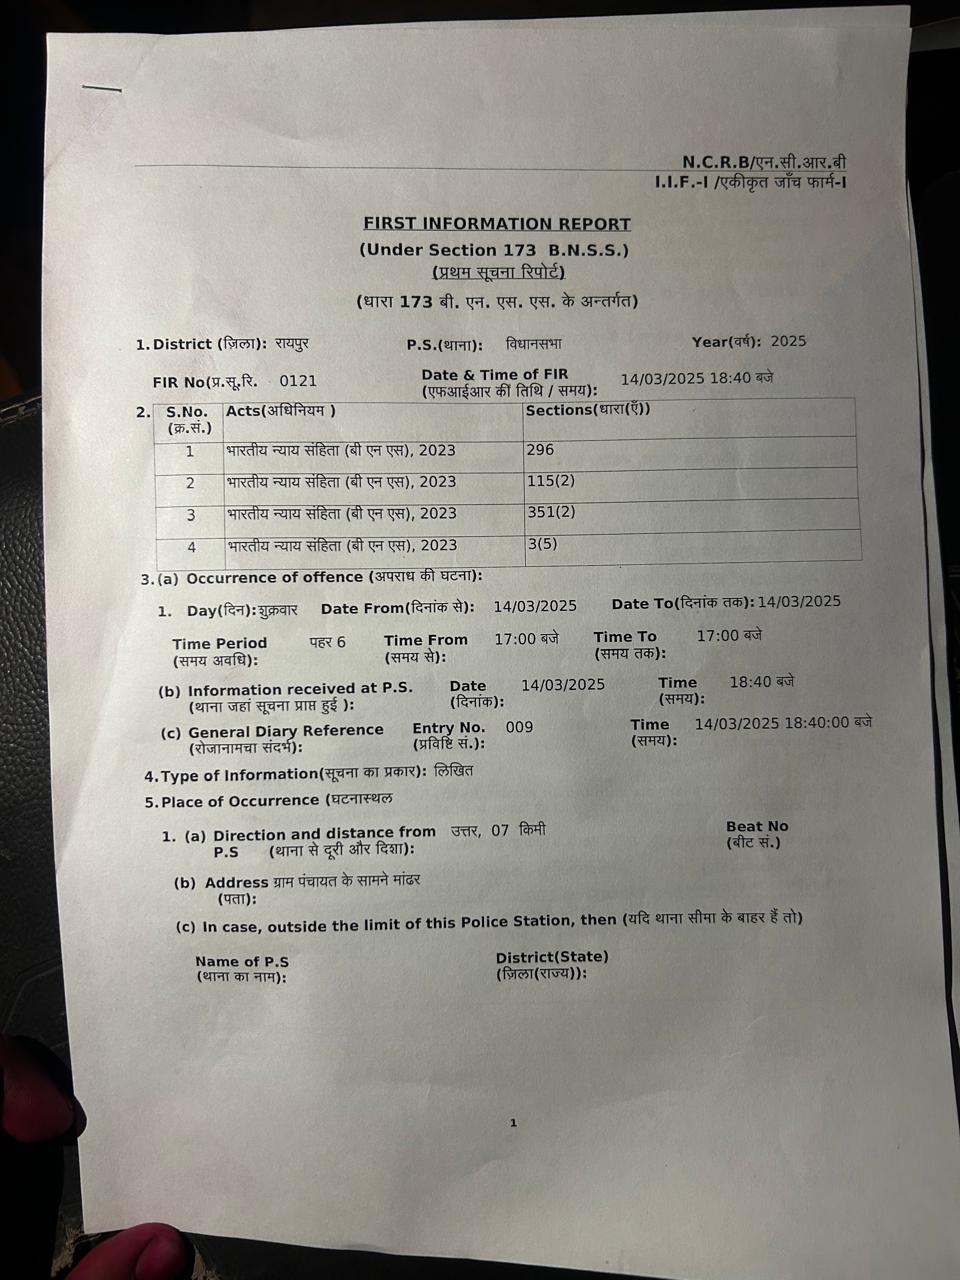 N.C.R.B/एन.सी.आर.बी
I.I.F.-I /एकीकृत जाँच फार्म-I
FIRST INFORMATION REPORT
(Under Section 173 B.N.S.S.)
(प्रथम सूचना रिपोर्ट)
(धारा 173 बी. एन. एस. एस. के अन्तर्गत)
1. District (ज़िला): रायपुर P.S.(थाना): विधानसभा Year(वर्ष): 2025
FIR No(प्र.सू.रि. 0121 Date & Time of FIR 14/03/2025 18:40 बजे
(एफआईआर कीं तिथि / समय):
2. S.No. Acts(अधिनियम ) Sections(धारा(एँ))
(क्र.सं.)
1 भारतीय न्याय संहिता (बी एन एस), 2023 296
2 भारतीय न्याय संहिता (बी एन एस), 2023 115(2)
3 भारतीय न्याय संहिता (बी एन एस), 2023 351(2)
4 भारतीय न्याय संहिता (बी एन एस), 2023 3(5)
3. (a) Occurrence of offence (अपराध की घटना):
1. Day(दिन): शुक्रवार Date From(दिनांक से): 14/03/2025 Date To(दिनांक तक): 14/03/2025
Time Period पहर 6 Time From 17:00 बजे Time To 17:00 बजे
(समय अवधि): (समय से): (समय तक):
(b) Information received at P.S. Date 14/03/2025 Time 18:40 बजे
(थाना जहां सूचना प्राप्त हुई ): (दिनांक): (समय):
(c) General Diary Reference Entry No. 009 Time 14/03/2025 18:40:00 बजे
(रोजानामचा संदर्भ): (प्रविष्टि सं.): (समय):
4. Type of Information(सूचना का प्रकार): लिखित
5. Place of Occurrence (घटनास्थल
1. (a) Direction and distance from उत्तर, 07 किमी Beat No
P.S (थाना से दूरी और दिशा): (बीट सं.)
(b) Address ग्राम पंचायत के सामने मांढर
(पता):
(c) In case, outside the limit of this Police Station, then (यदि थाना सीमा के बाहर हैं तो)
Name of P.S District(State)
(थाना का नाम): (ज़िला(राज्य)):
1